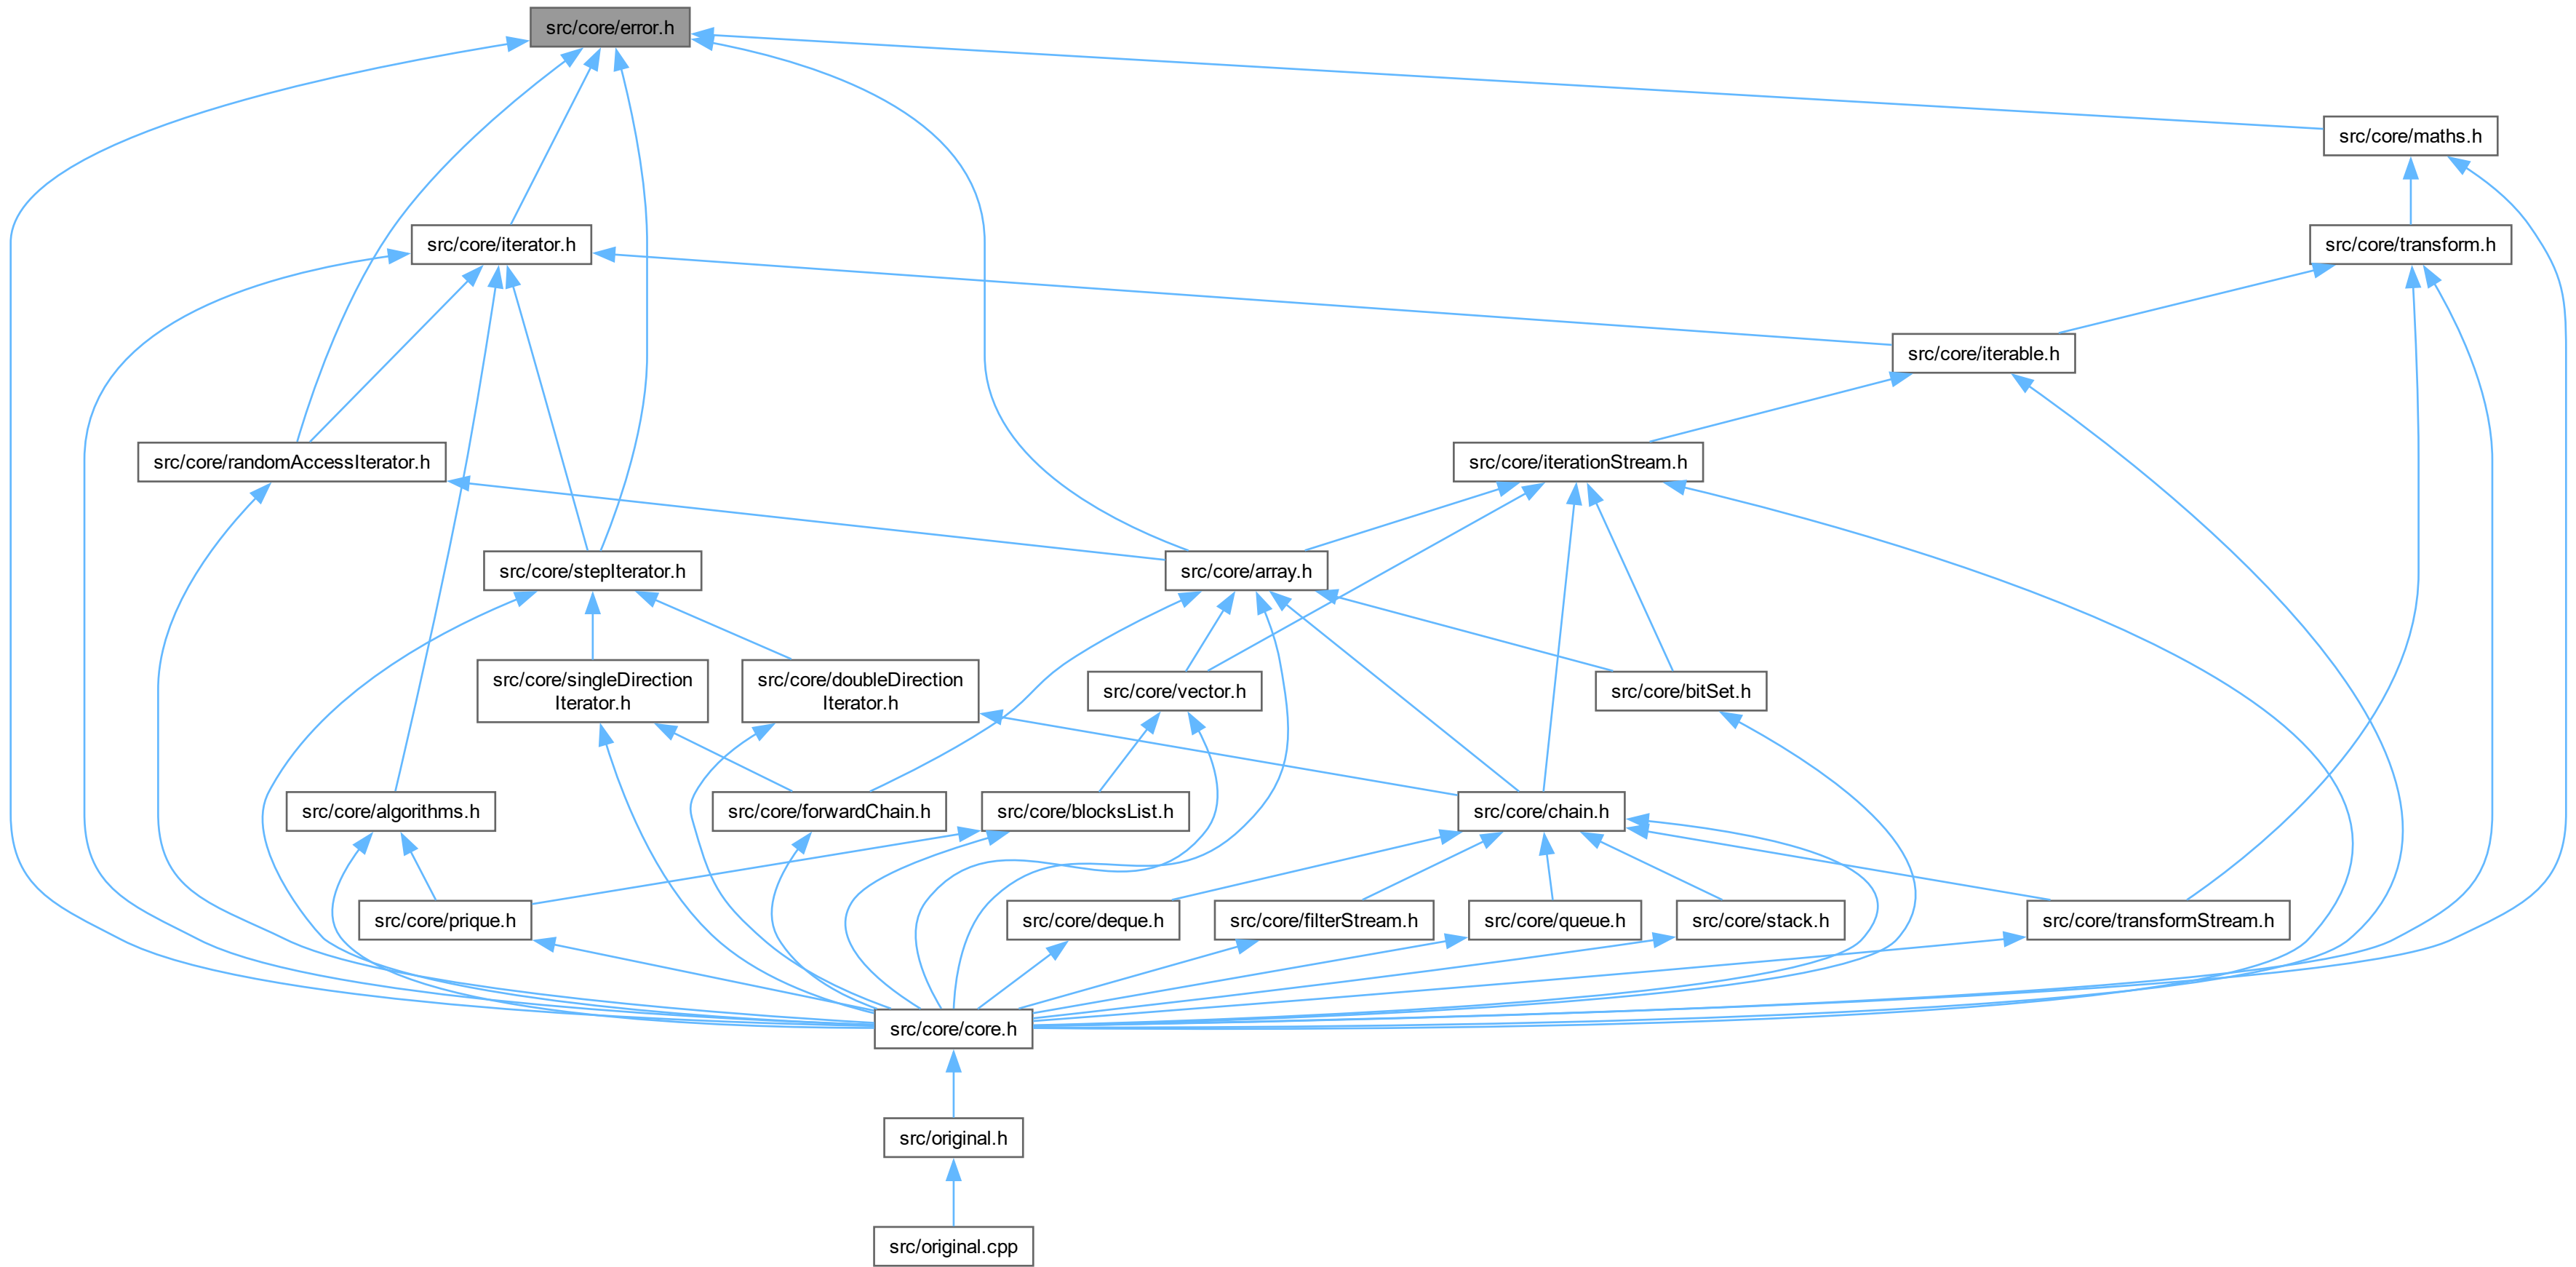 src/core/error.h
src/core/maths.h
src/core/iterator.h
src/core/transform.h
src/core/iterable.h
src/core/randomAccessIterator.h
src/core/iterationStream.h
src/core/stepIterator.h
src/core/array.h
src/core/singleDirection
Iterator.h
src/core/doubleDirection
Iterator.h
src/core/vector.h
src/core/bitSet.h
src/core/algorithms.h
src/core/forwardChain.h
src/core/blocksList.h
src/core/chain.h
src/core/prique.h
src/core/deque.h
src/core/filterStream.h
src/core/queue.h
src/core/stack.h
src/core/transformStream.h
src/core/core.h
src/original.h
src/original.cpp